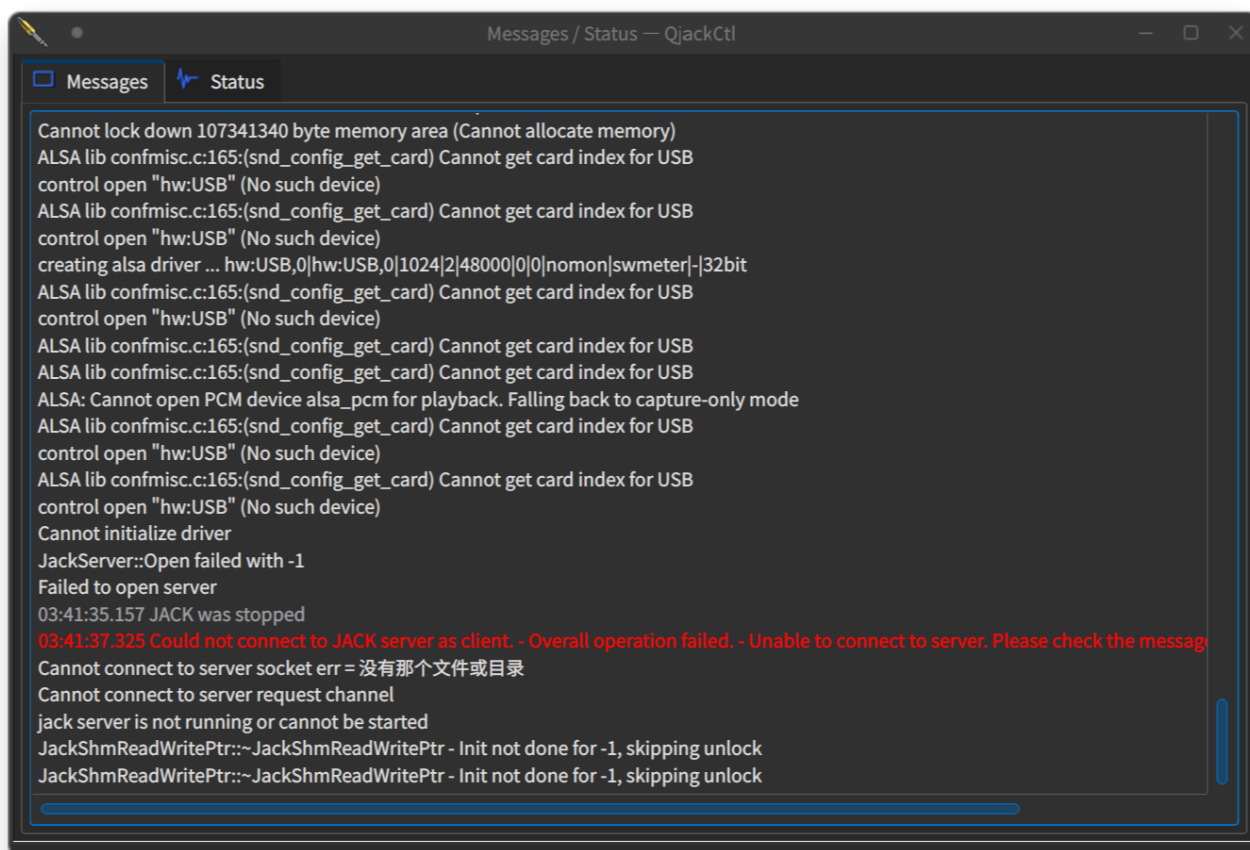 Messages / Status — QjackCtl
Messages
Status
Cannot lock down 107341340 byte memory area (Cannot allocate memory)
ALSA lib confmisc.c:165:(snd_config_get_card) Cannot get card index for USB
control open "hw:USB" (No such device)
ALSA lib confmisc.c:165:(snd_config_get_card) Cannot get card index for USB
control open "hw:USB" (No such device)
creating alsa driver ... hw:USB,0|hw:USB,0|1024|2|48000|0|0|nomon|swmeter|-|32bit
ALSA lib confmisc.c:165:(snd_config_get_card) Cannot get card index for USB
control open "hw:USB" (No such device)
ALSA lib confmisc.c:165:(snd_config_get_card) Cannot get card index for USB
ALSA lib confmisc.c:165:(snd_config_get_card) Cannot get card index for USB
ALSA: Cannot open PCM device alsa_pcm for playback. Falling back to capture-only mode
ALSA lib confmisc.c:165:(snd_config_get_card) Cannot get card index for USB
control open "hw:USB" (No such device)
ALSA lib confmisc.c:165:(snd_config_get_card) Cannot get card index for USB
control open "hw:USB" (No such device)
Cannot initialize driver
JackServer::Open failed with -1
Failed to open server
03:41:35.157 JACK was stopped
03:41:37.325 Could not connect to JACK server as client. - Overall operation failed. - Unable to connect to server. Please check the message
Cannot connect to server socket err = 没有那个文件或目录
Cannot connect to server request channel
jack server is not running or cannot be started
JackShmReadWritePtr::~JackShmReadWritePtr - Init not done for -1, skipping unlock
JackShmReadWritePtr::~JackShmReadWritePtr - Init not done for -1, skipping unlock